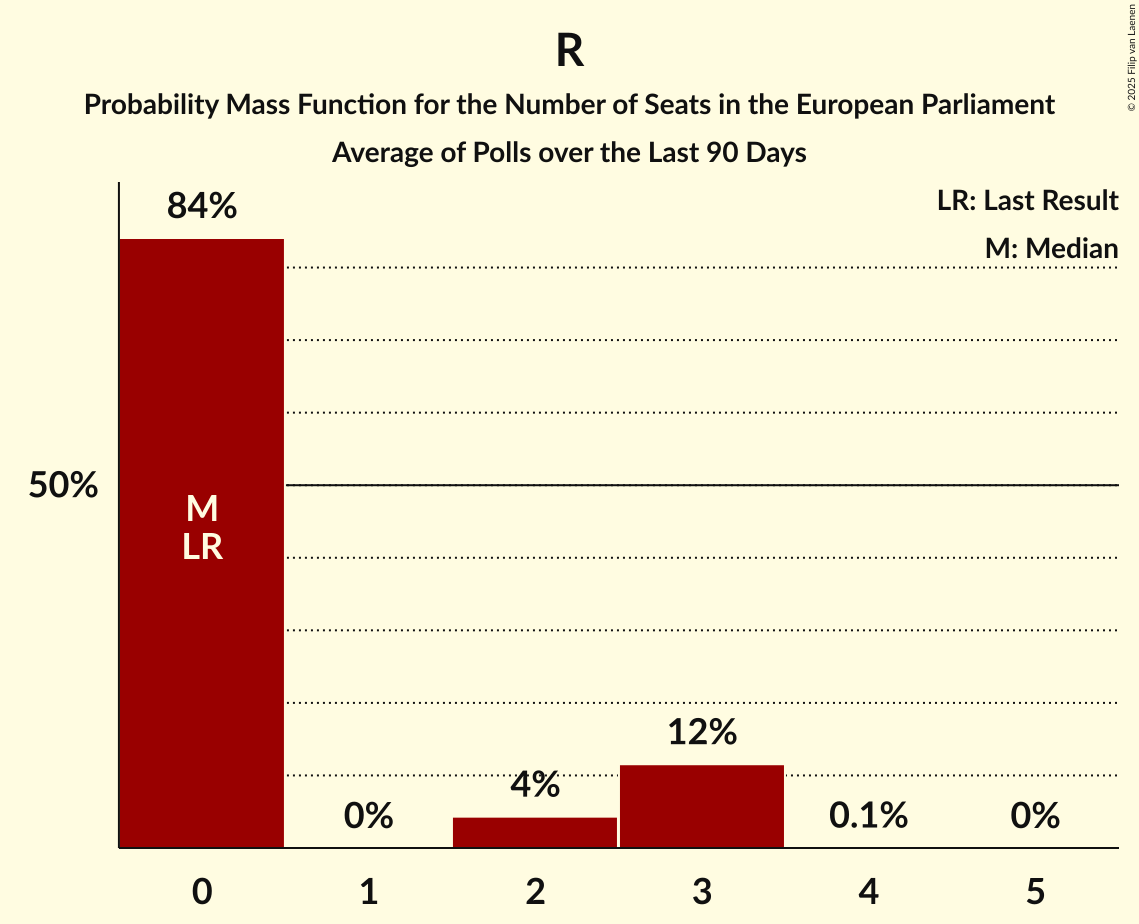 R
Probability Mass Function for the Number of Seats in the European Parliament
Average of Polls over the Last 90 Days
© 2025 Filip van Laenen
LR: Last Result
M: Median
84%
50%
M
LR
0%
4%
12%
0.1%
0%
0
1
2
3
4
5